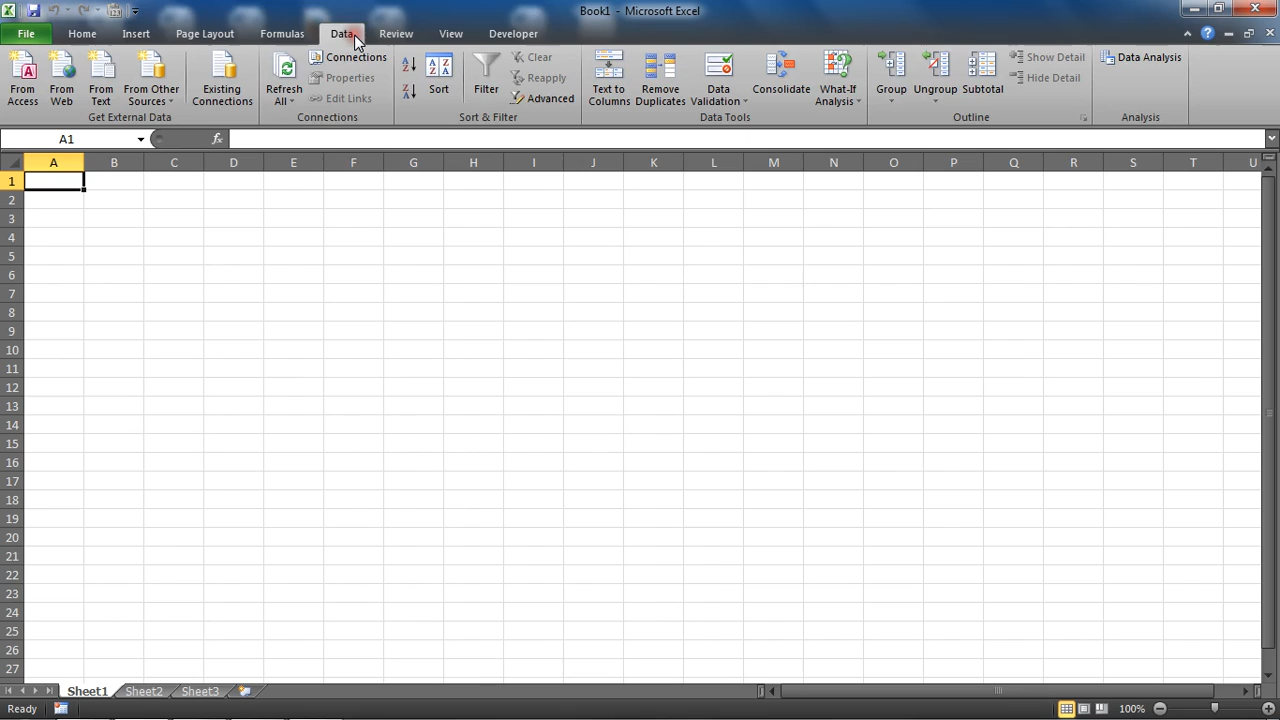 Book1 - Microsoft Excel
File Home Insert Page Layout Formulas Data Review View Developer
From Access
From Web
From Text
From Other Sources
Existing Connections
Get External Data
Refresh All
Connections
Properties
Edit Links
Connections
Sort
Filter
Clear
Reapply
Advanced
Sort & Filter
Text to Columns
Remove Duplicates
Data Validation
Consolidate
What-If Analysis
Data Tools
Group
Ungroup
Subtotal
Show Detail
Hide Detail
Outline
Data Analysis
Analysis
A1 fx
A B C D E F G H I J K L M N O P Q R S T U
1
2
3
4
5
6
7
8
9
10
11
12
13
14
15
16
17
18
19
20
21
22
23
24
25
26
27
Sheet1 Sheet2 Sheet3
Ready 100%